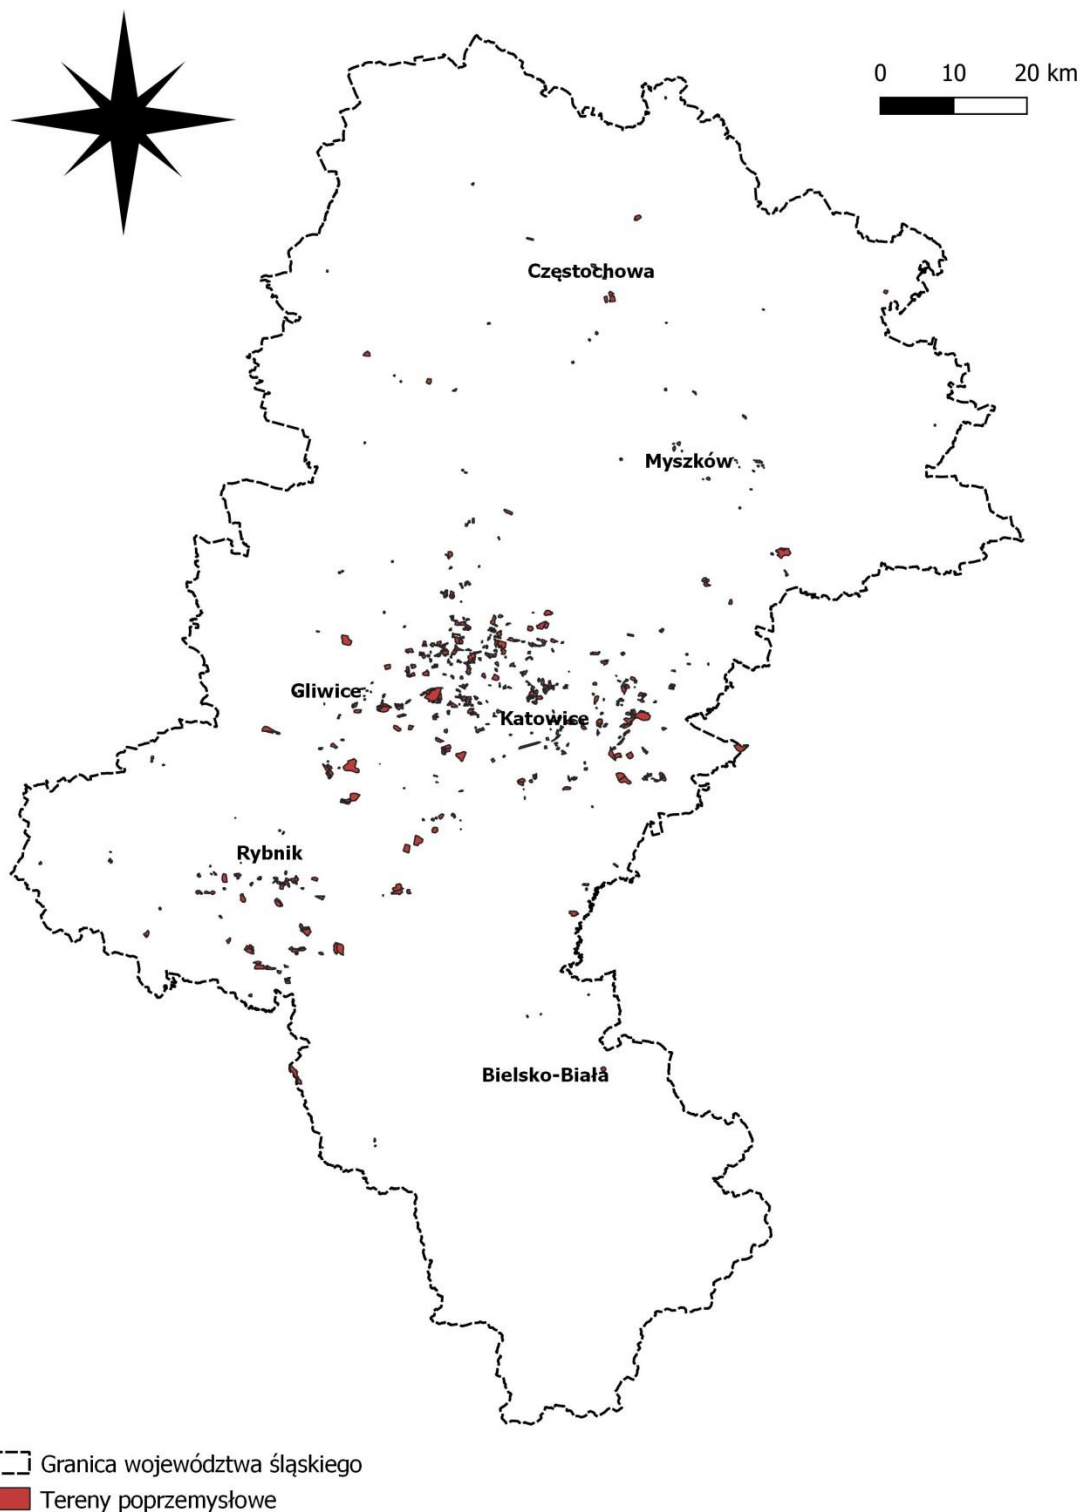 0 10 20 km
Częstochowa
Myszków
Gliwice
Katowice
Rybnik
Bielsko-Biała
Granica województwa śląskiego
Tereny poprzemysłowe